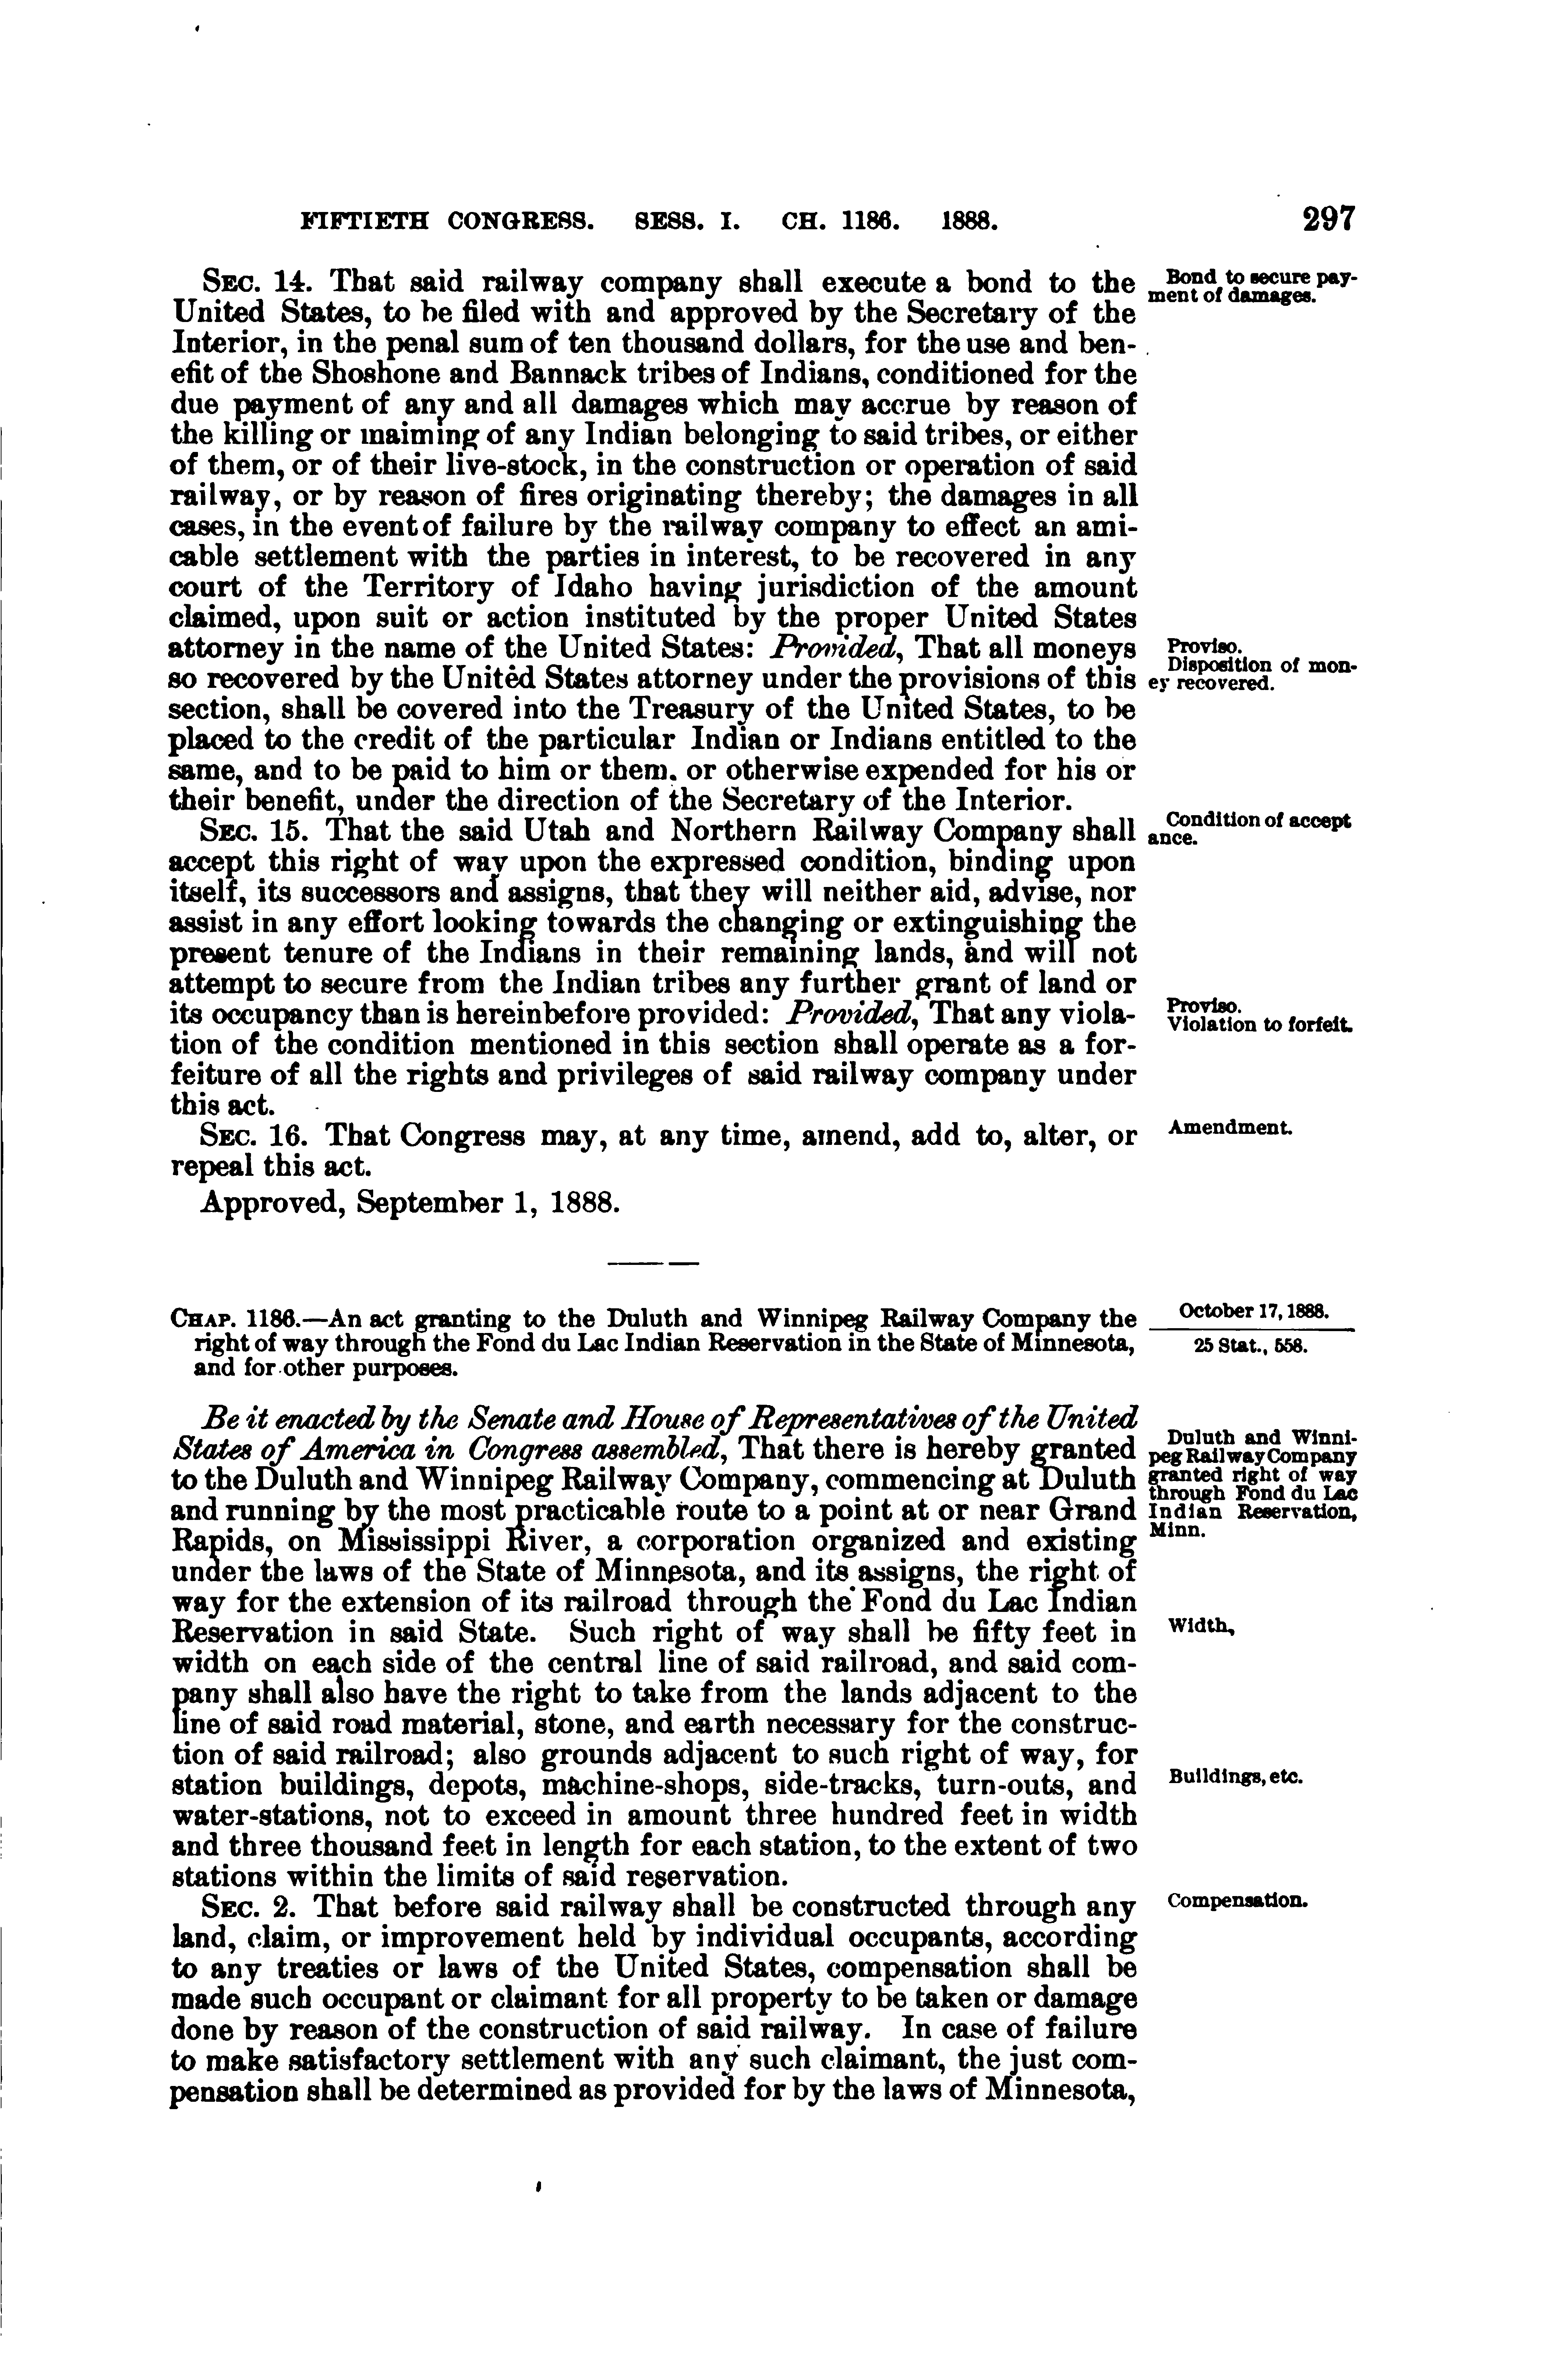 FIFTIETH CONGRESS. SESS. I. CH. 1186. 1888. 297
SEC. 14. That said railway company shall execute a bond to the
United States, to be filed with and approved by the Secretary of the
Interior, in the penal sum of ten thousand dollars, for the use and ben-
efit of the Shoshone and Bannack tribes of Indians, conditioned for the
due payment of any and all damages which may accrue by reason of
the killing or maiming of any Indian belonging to said tribes, or either
of them, or of their live-stock, in the construction or operation of said
railway, or by reason of fires originating thereby; the damages in all
cases, in the event of failure by the railway company to effect an ami-
cable settlement with the parties in interest, to be recovered in any
court of the Territory of Idaho having jurisdiction of the amount
claimed, upon suit or action instituted by the proper United States
attorney in the name of the United States: Provided, That all moneys
so recovered by the United States attorney under the provisions of this
section, shall be covered into the Treasury of the United States, to be
placed to the credit of the particular Indian or Indians entitled to the
same, and to be paid to him or them, or otherwise expended for his or
their benefit, under the direction of the Secretary of the Interior.
SEC. 15. That the said Utah and Northern Railway Company shall
accept this right of way upon the expressed condition, binding upon
itself, its successors and assigns, that they will neither aid, advise, nor
assist in any effort looking towards the changing or extinguishing the
present tenure of the Indians in their remaining lands, and will not
attempt to secure from the Indian tribes any further grant of land or
its occupancy than is hereinbefore provided: Provided, That any viola-
tion of the condition mentioned in this section shall operate as a for-
feiture of all the rights and privileges of said railway company under
this act.
SEC. 16. That Congress may, at any time, amend, add to, alter, or
repeal this act.
Approved, September 1, 1888.
Bond to secure pay-
ment of damages.
Proviso.
Disposition of mon-
ey recovered.
Condition of accept
ance.
Proviso.
Violation to forfeit.
Amendment.
CHAP. 1186.—An act granting to the Duluth and Winnipeg Railway Company the
right of way through the Fond du Lac Indian Reservation in the State of Minnesota,
and for other purposes.
October 17, 1888.
25 Stat., 558.
Be it enacted by the Senate and House of Representatives of the United
States of America in Congress assembled, That there is hereby granted
to the Duluth and Winnipeg Railway Company, commencing at Duluth
and running by the most practicable route to a point at or near Grand
Rapids, on Mississippi River, a corporation organized and existing
under the laws of the State of Minnesota, and its assigns, the right of
way for the extension of its railroad through the Fond du Lac Indian
Reservation in said State. Such right of way shall be fifty feet in
width on each side of the central line of said railroad, and said com-
pany shall also have the right to take from the lands adjacent to the
line of said road material, stone, and earth necessary for the construc-
tion of said railroad; also grounds adjacent to such right of way, for
station buildings, depots, machine-shops, side-tracks, turn-outs, and
water-stations, not to exceed in amount three hundred feet in width
and three thousand feet in length for each station, to the extent of two
stations within the limits of said reservation.
SEC. 2. That before said railway shall be constructed through any
land, claim, or improvement held by individual occupants, according
to any treaties or laws of the United States, compensation shall be
made such occupant or claimant for all property to be taken or damage
done by reason of the construction of said railway. In case of failure
to make satisfactory settlement with any such claimant, the just com-
pensation shall be determined as provided for by the laws of Minnesota,
Duluth and Winni-
peg Railway Company
granted right of way
through Fond du Lac
Indian Reservation,
Minn.
Width,
Buildings, etc.
Compensation.